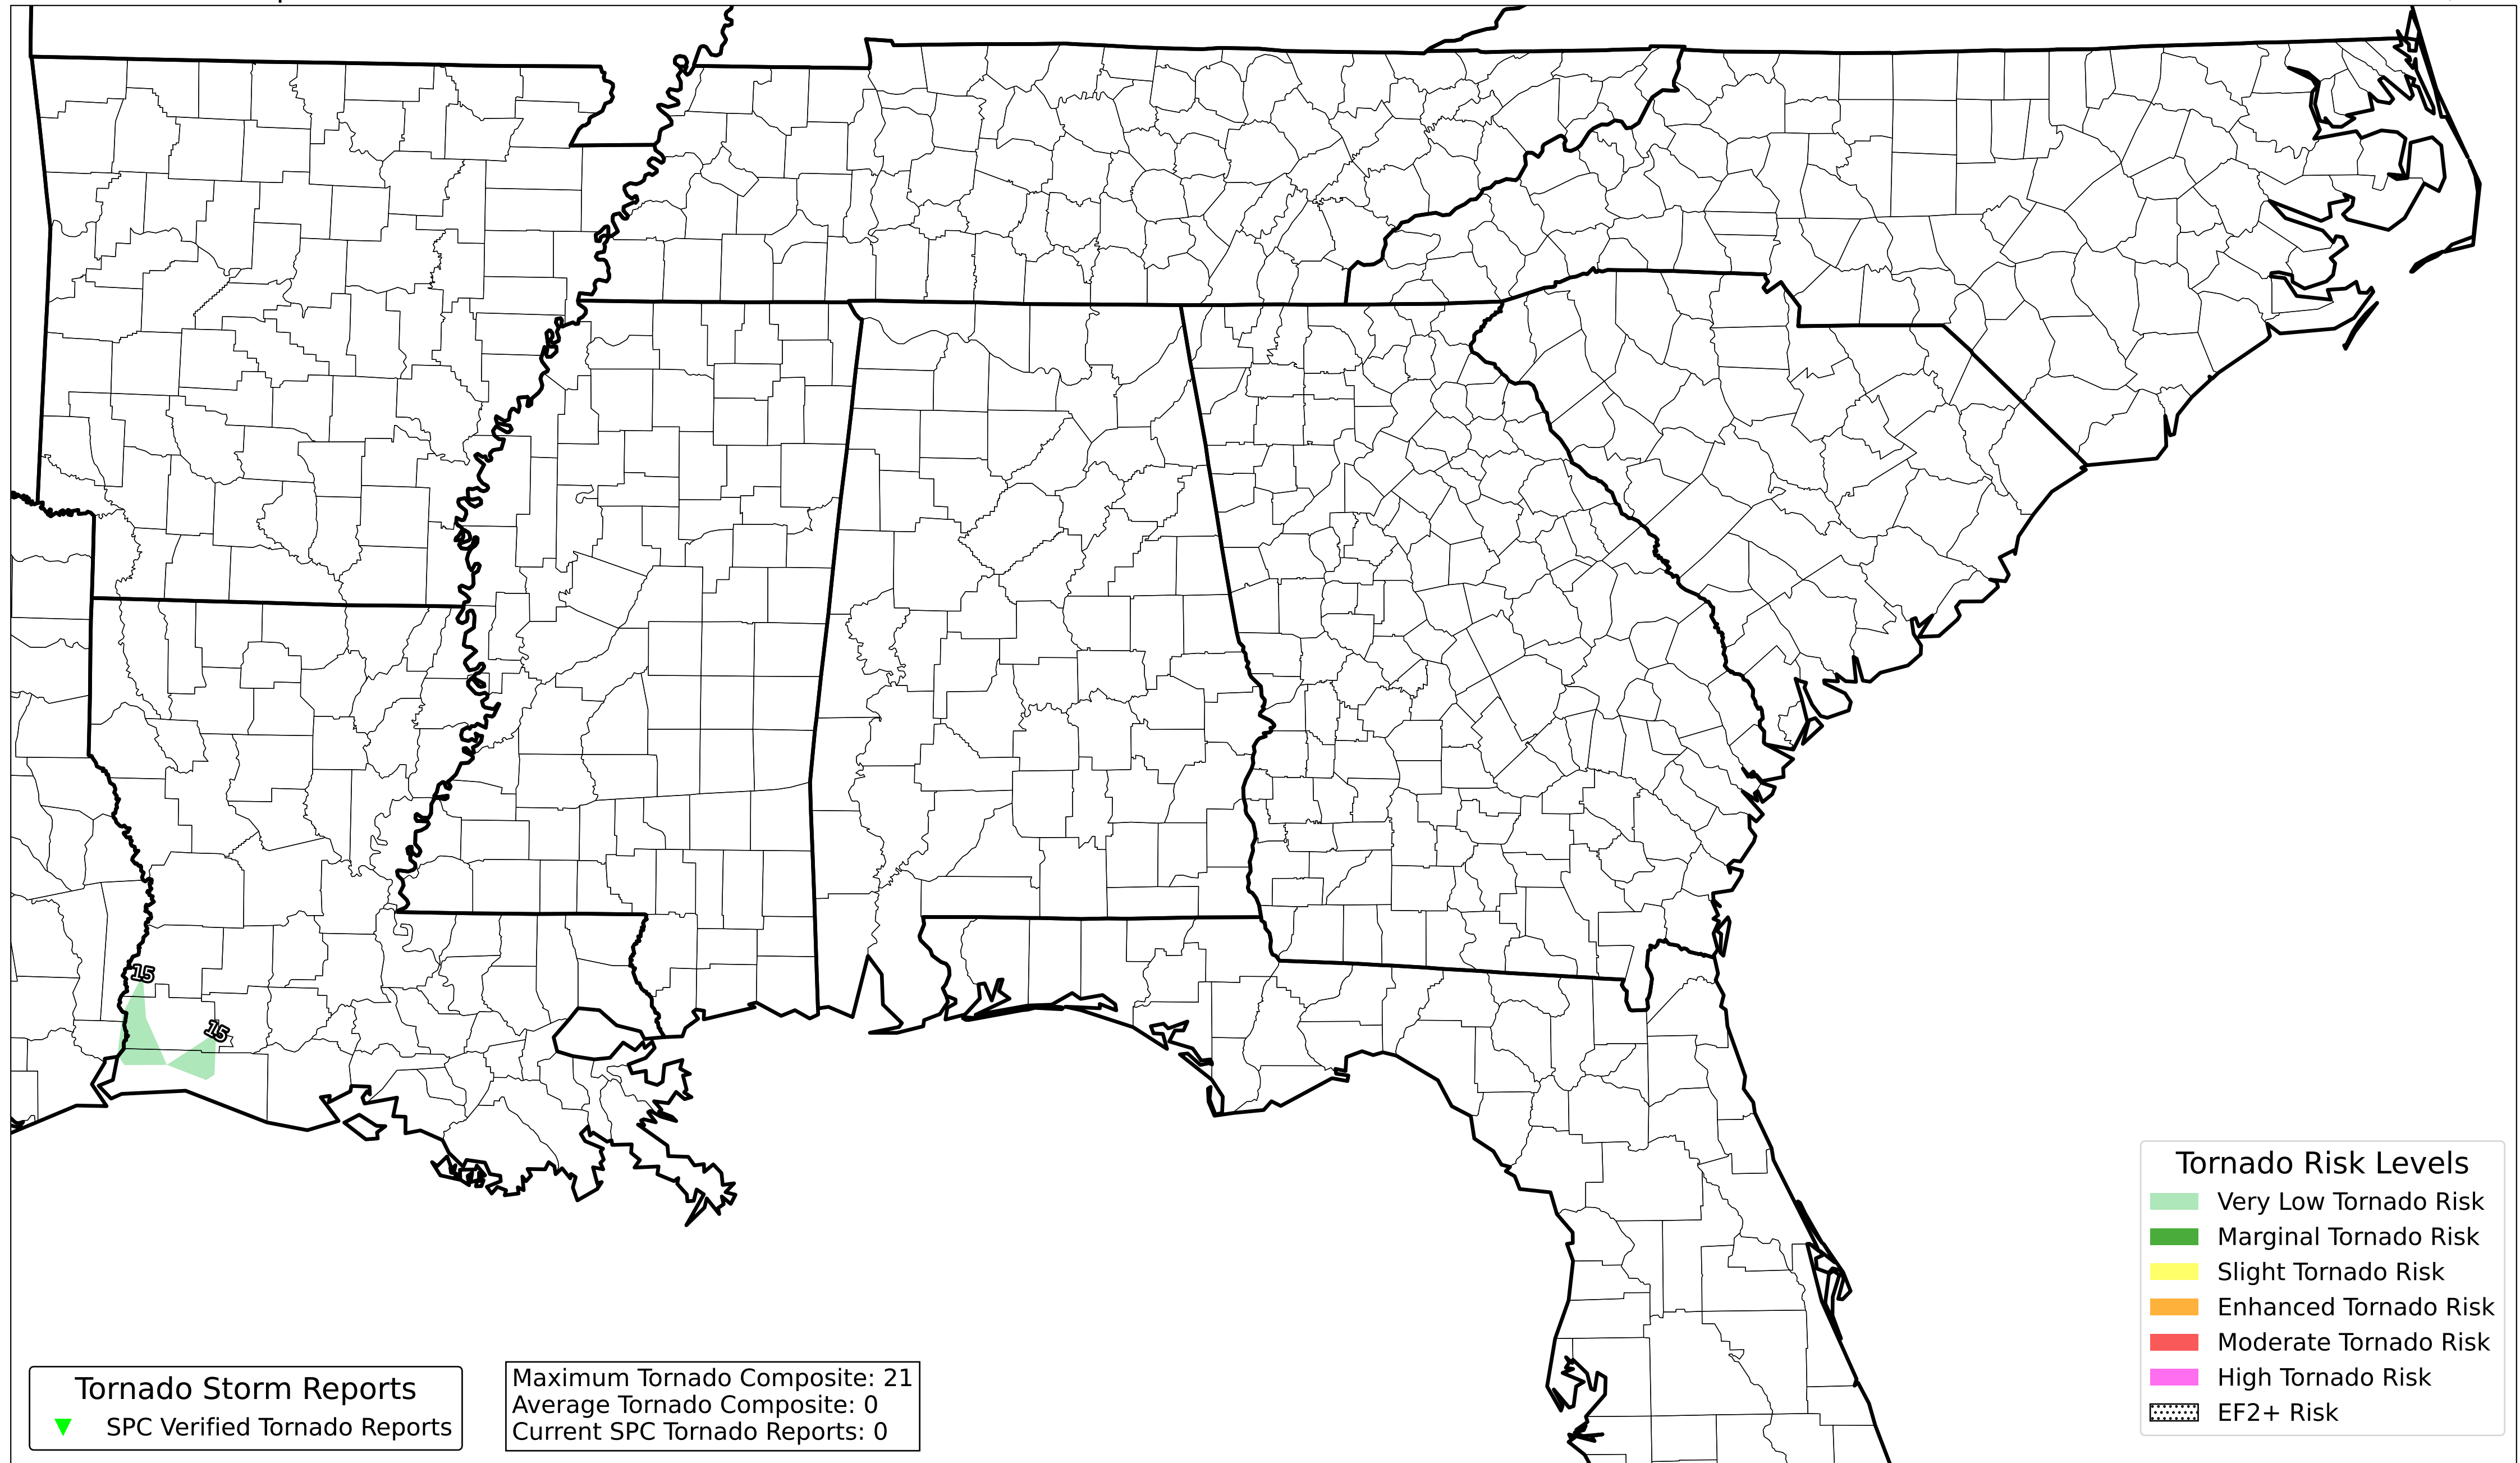 15
15
Tornado Risk Levels
Very Low Tornado Risk
Marginal Tornado Risk
Slight Tornado Risk
Enhanced Tornado Risk
Moderate Tornado Risk
High Tornado Risk
EF2+ Risk
Tornado Storm Reports
SPC Verified Tornado Reports
Maximum Tornado Composite: 21
Average Tornado Composite: 0
Current SPC Tornado Reports: 0